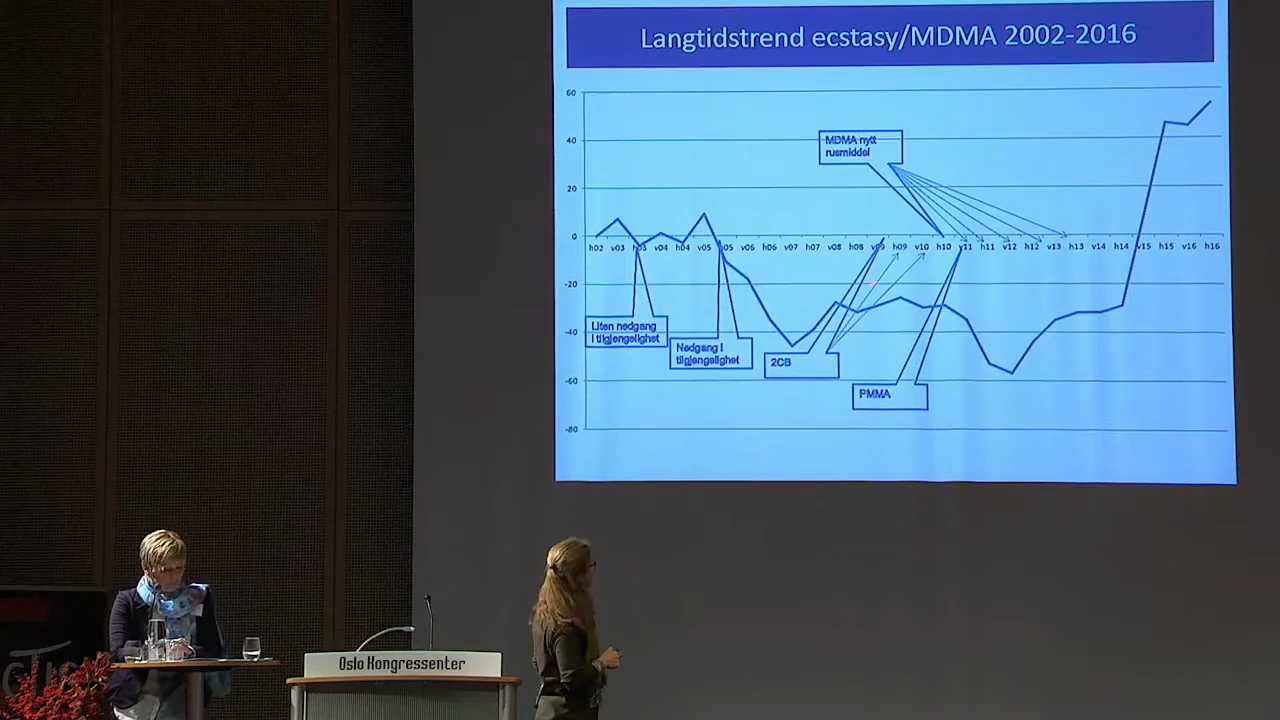 Langtidstrend ecstasy/MDMA 2002-2016
60
40
20
0
-20
-40
-60
-80
MDMA nytt
rusmiddel
h02 v03 h03 v04 h04 v05 h05 v06 h06 v07 h07 v08 h08 v09 h09 v10 h10 v11 h11 v12 h12 v13 h13 v14 h14 v15 h15 v16 h16
Liten nedgang
i tilgjengelighet
Nedgang i
tilgjengelighet
2CB
PMMA
Oslo Kongressenter